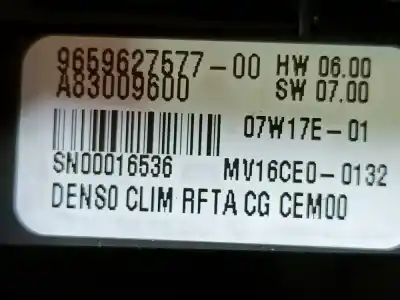 9659627577-00 HW 06.00
A83009600 SW 07.00
07W17E-01
SN00016536 MV16CE0-0132
DENSO CLIM RFTA CG CEM00